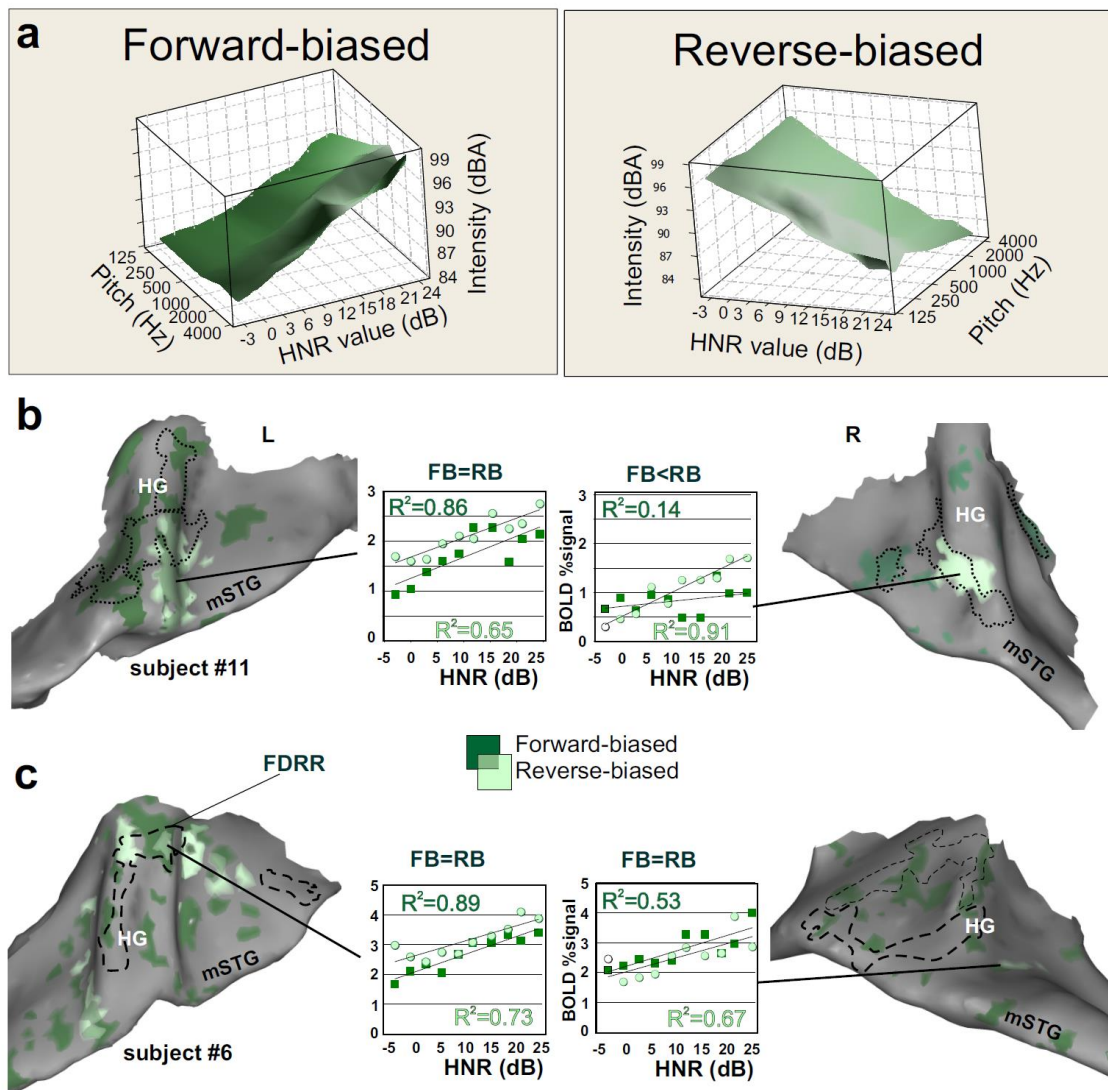 a
Forward-biased
99
96
93
90
87
84
Intensity (dBA)
125
250
500
1000
2000
4000
Pitch (Hz)
-3 0 3 6 9 12 15 18 21 24
HNR value (dB)
Reverse-biased
99
96
93
90
87
84
Intensity (dBA)
-3 0 3 6 9 12 15 18 21 24
HNR value (dB)
4000
2000
1000
500
250
125
Pitch (Hz)
b
L
HG
mSTG
subject #11
FB=RB
R²=0.86
R²=0.65
3
2
1
0
-5 0 5 10 15 20 25
HNR (dB)
FB<RB
R²=0.14
R²=0.91
BOLD %signal
3
2
1
0
-5 0 5 10 15 20 25
HNR (dB)
R
HG
mSTG
Forward-biased
Reverse-biased
c
FDRR
HG
mSTG
subject #6
FB=RB
R²=0.89
R²=0.73
5
4
3
2
1
0
-5 0 5 10 15 20 25
HNR (dB)
FB=RB
R²=0.53
R²=0.67
BOLD %signal
5
4
3
2
1
0
-5 0 5 10 15 20 25
HNR (dB)
HG
mSTG